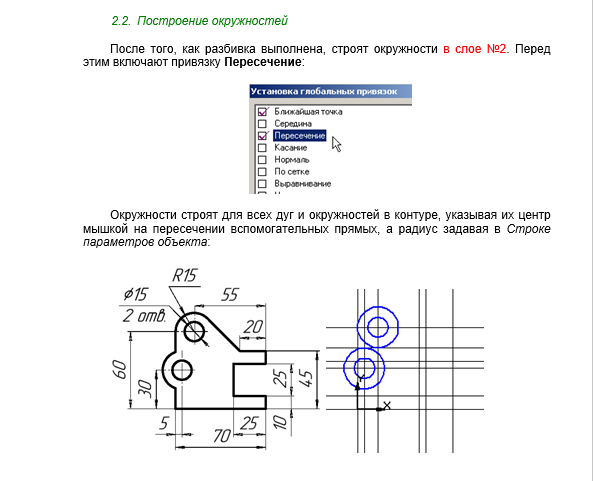 2.2. Построение окружностей
После того, как разбивка выполнена, строят окружности в слое №2. Перед
этим включают привязку Пересечение:
Установка глобальных привязок
Ближайшая точка
Середина
Пересечение
Касание
Нормаль
По сетке
Выравнивание
Окружности строят для всех дуг и окружностей в контуре, указывая их центр
мышкой на пересечении вспомогательных прямых, а радиус задавая в Строке
параметров объекта:
R15
ϕ15
55
2 отв.
20
60
30
25
45
5
25
10
70
Y
X